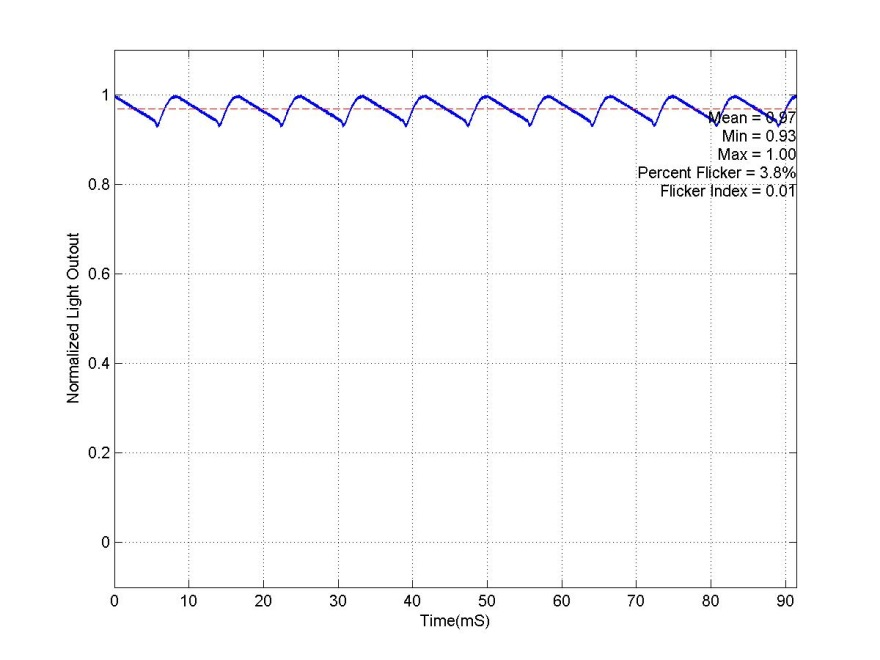 1
0.8
0.6
0.4
0.2
0
Normalized Light Outout
Mean = 0.97
Min = 0.93
Max = 1.00
Percent Flicker = 3.8%
Flicker Index = 0.01
0 10 20 30 40 50 60 70 80 90
Time(mS)